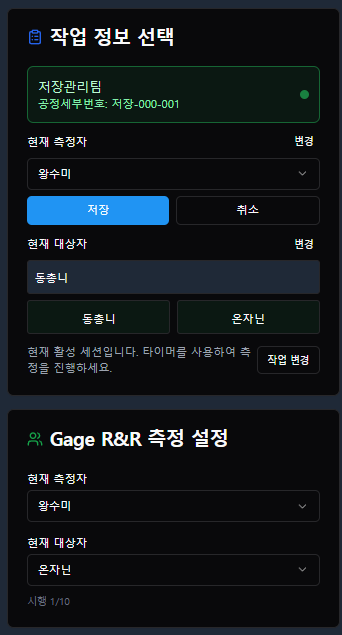 작업 정보 선택
저장관리팀
공정세부번호: 저장-000-001
현재 측정자 변경
왕수미
저장 취소
현재 대상자 변경
동총니
동총니 온자닌
현재 활성 세션입니다. 타이머를 사용하여 측
정을 진행하세요. 작업 변경
Gage R&R 측정 설정
현재 측정자
왕수미
현재 대상자
온자닌
시행 1/10